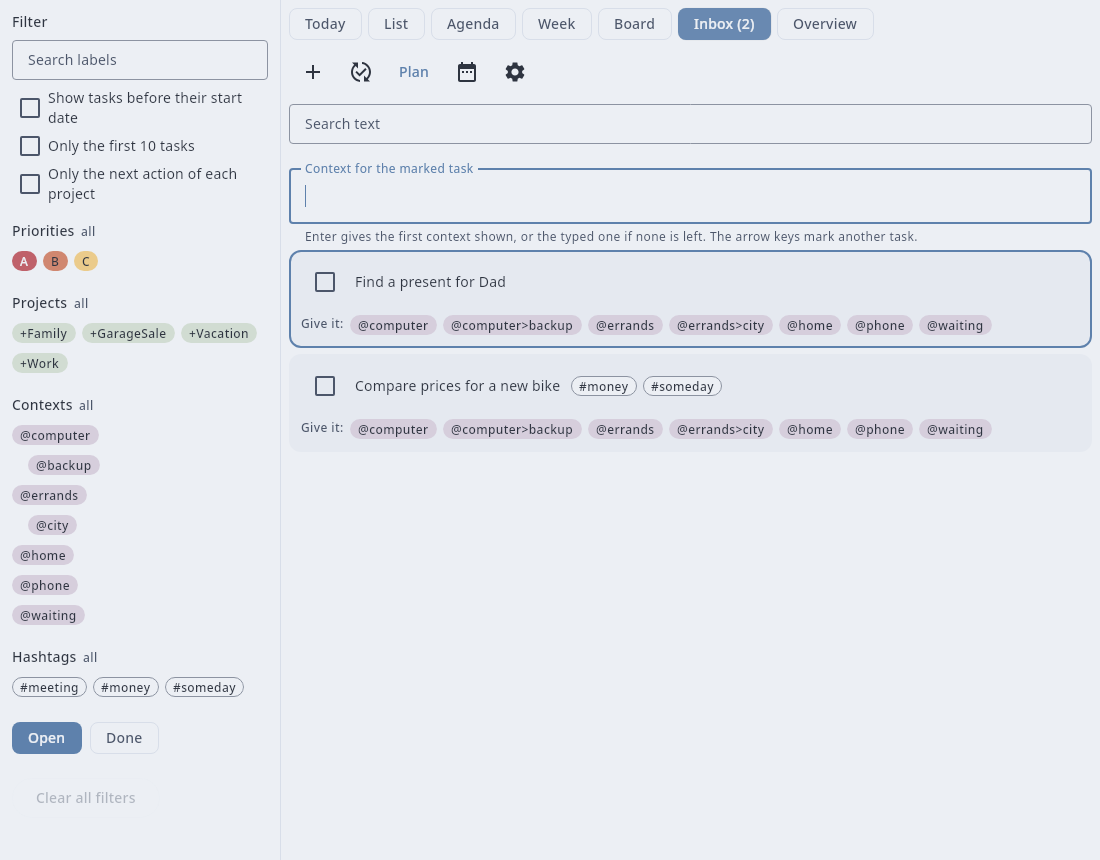 Filter
Search labels
Show tasks before their start
date
Only the first 10 tasks
Only the next action of each
project
Priorities all
A B C
Projects all
+Family +GarageSale +Vacation
+Work
Contexts all
@computer
@backup
@errands
@city
@home
@phone
@waiting
Hashtags all
#meeting #money #someday
Open Done
Clear all filters
Today List Agenda Week Board Inbox (2) Overview
Plan
Search text
Context for the marked task
Enter gives the first context shown, or the typed one if none is left. The arrow keys mark another task.
Find a present for Dad
Give it: @computer @computer>backup @errands @errands>city @home @phone @waiting
Compare prices for a new bike #money #someday
Give it: @computer @computer>backup @errands @errands>city @home @phone @waiting